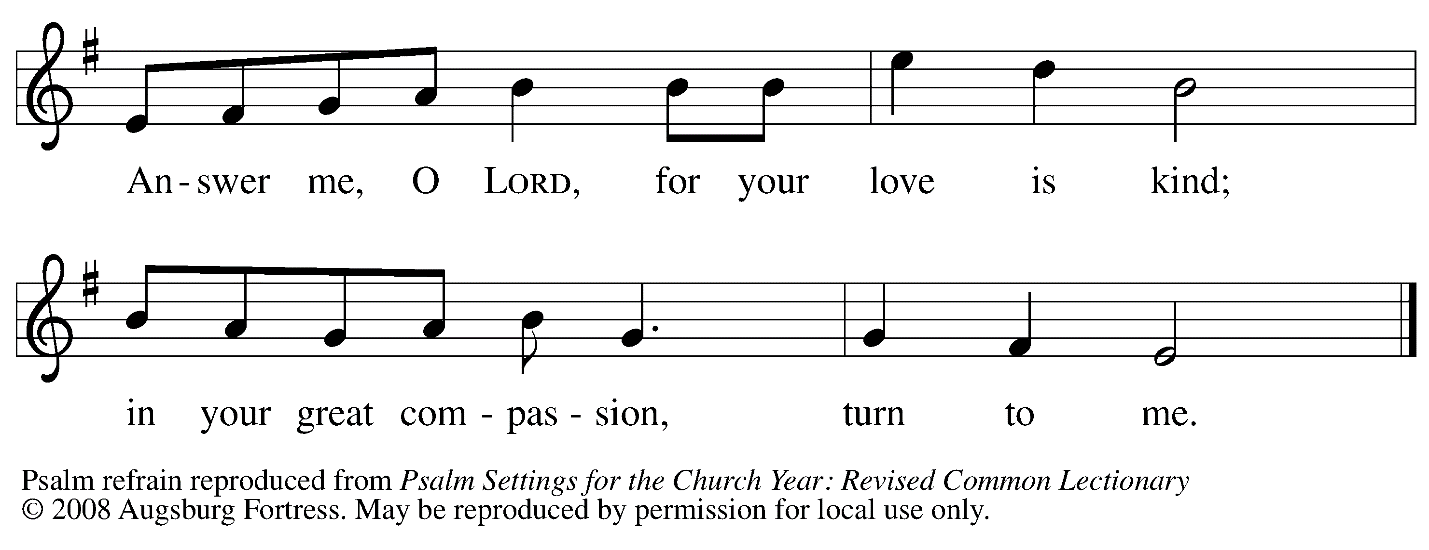 An - swer me, O LORD, for your love is kind;
in your great com - pas - sion, turn to me.
Psalm refrain reproduced from Psalm Settings for the Church Year: Revised Common Lectionary
© 2008 Augsburg Fortress. May be reproduced by permission for local use only.